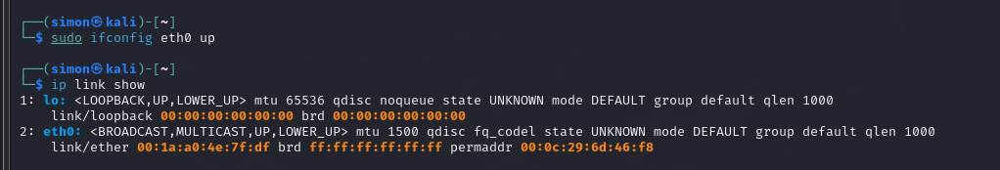 ┌──(simon㉿kali)-[~]
└─$ sudo ifconfig eth0 up
┌──(simon㉿kali)-[~]
└─$ ip link show
1: lo: <LOOPBACK,UP,LOWER_UP> mtu 65536 qdisc noqueue state UNKNOWN mode DEFAULT group default qlen 1000
link/loopback 00:00:00:00:00:00 brd 00:00:00:00:00:00
2: eth0: <BROADCAST,MULTICAST,UP,LOWER_UP> mtu 1500 qdisc fq_codel state UNKNOWN mode DEFAULT group default qlen 1000
link/ether 00:1a:a0:4e:7f:df brd ff:ff:ff:ff:ff:ff permaddr 00:0c:29:6d:46:f8